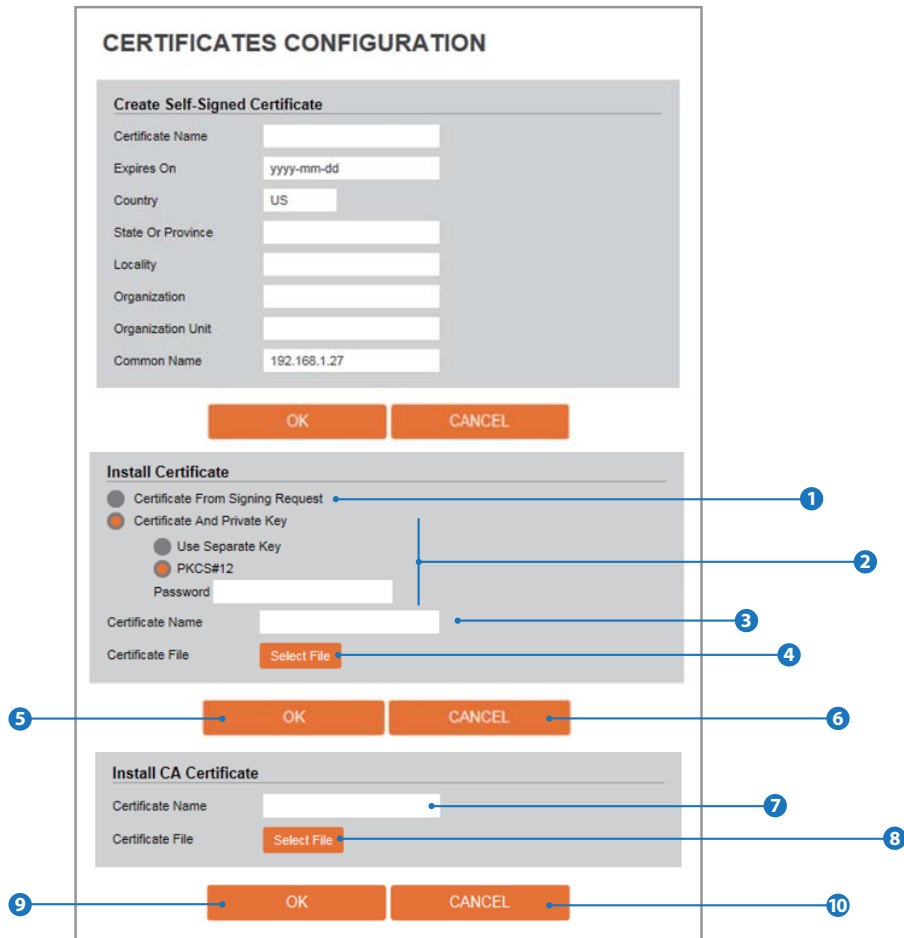 CERTIFICATES CONFIGURATION
Create Self-Signed Certificate
Certificate Name
Expires On yyyy-mm-dd
Country US
State Or Province
Locality
Organization
Organization Unit
Common Name 192.168.1.27
OK CANCEL
Install Certificate
Certificate From Signing Request 1
Certificate And Private Key
Use Separate Key
2
PKCS#12
Password
Certificate Name 3
Certificate File Select File 4
5 OK CANCEL 6
Install CA Certificate
Certificate Name 7
Certificate File Select File 8
9 OK CANCEL 10